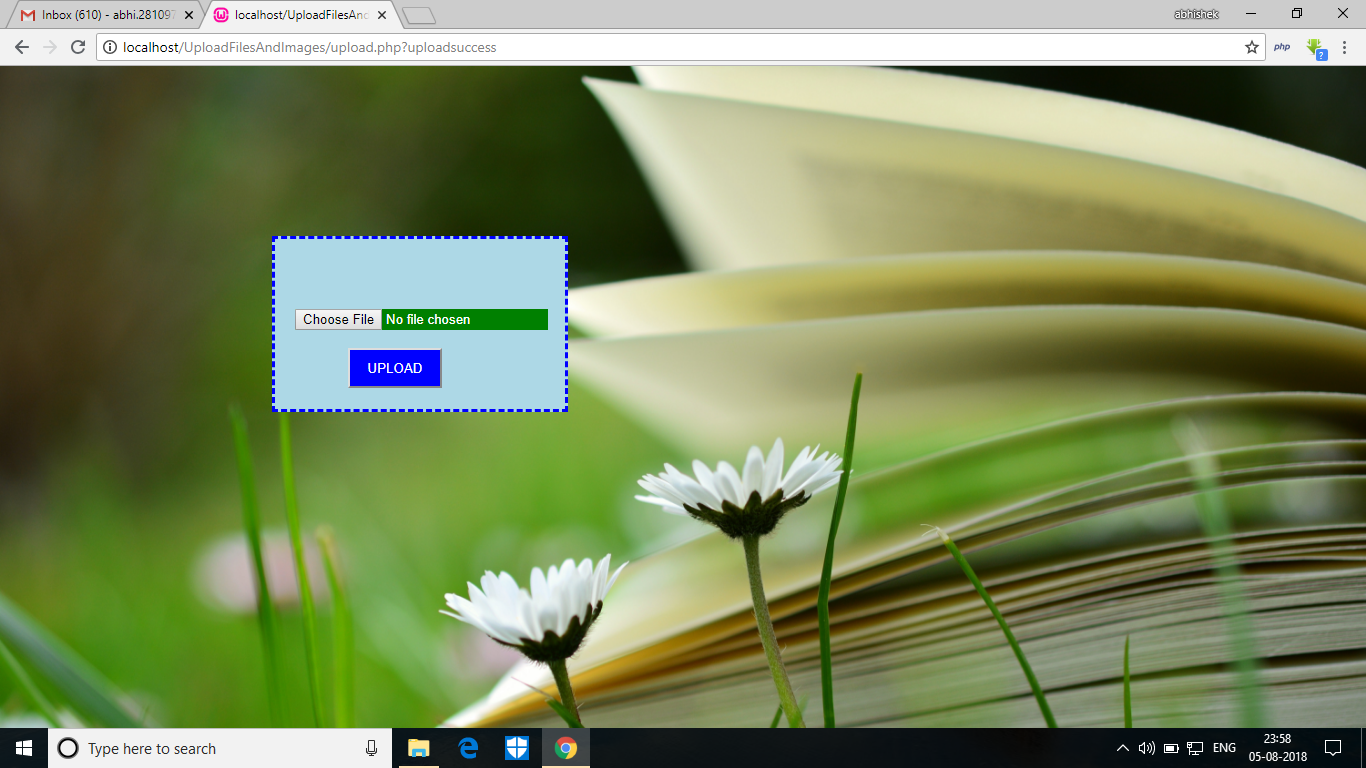 Inbox (610) - abhi.281097
localhost/UploadFilesAnd
abhishek
localhost/UploadFilesAndImages/upload.php?uploadsuccess
php
?
Choose File No file chosen
UPLOAD
Type here to search
ENG
23:58
05-08-2018